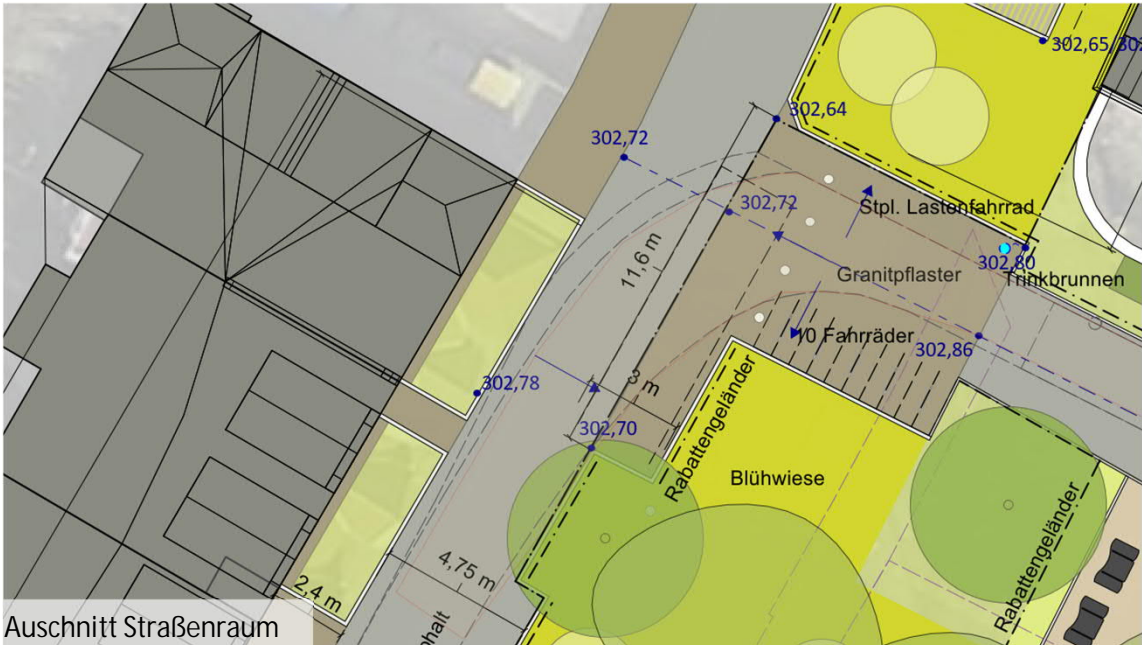 302,65/302
302,64
302,72
302,72
Stpl. Lastenfahrrad
11,6 m
302,80
Granitpflaster
Trinkbrunnen
10 Fahrräder
302,86
302,78
3 m
302,70
Rabattengeländer
Blühwiese
Rabattengeländer
4,75 m
2,4 m
Auschnitt Straßenraum